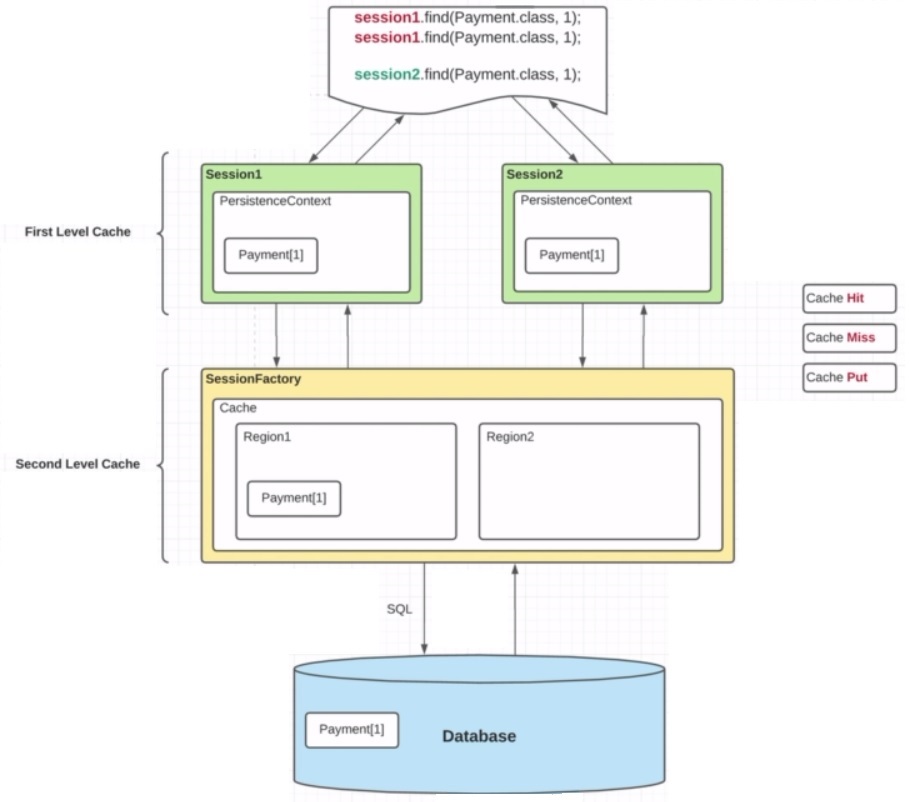 session1.find(Payment.class, 1);
session1.find(Payment.class, 1);
session2.find(Payment.class, 1);
Session1
PersistenceContext
Payment[1]
Session2
PersistenceContext
Payment[1]
First Level Cache
Cache Hit
Cache Miss
Cache Put
SessionFactory
Cache
Region1
Payment[1]
Region2
Second Level Cache
SQL
Payment[1]
Database